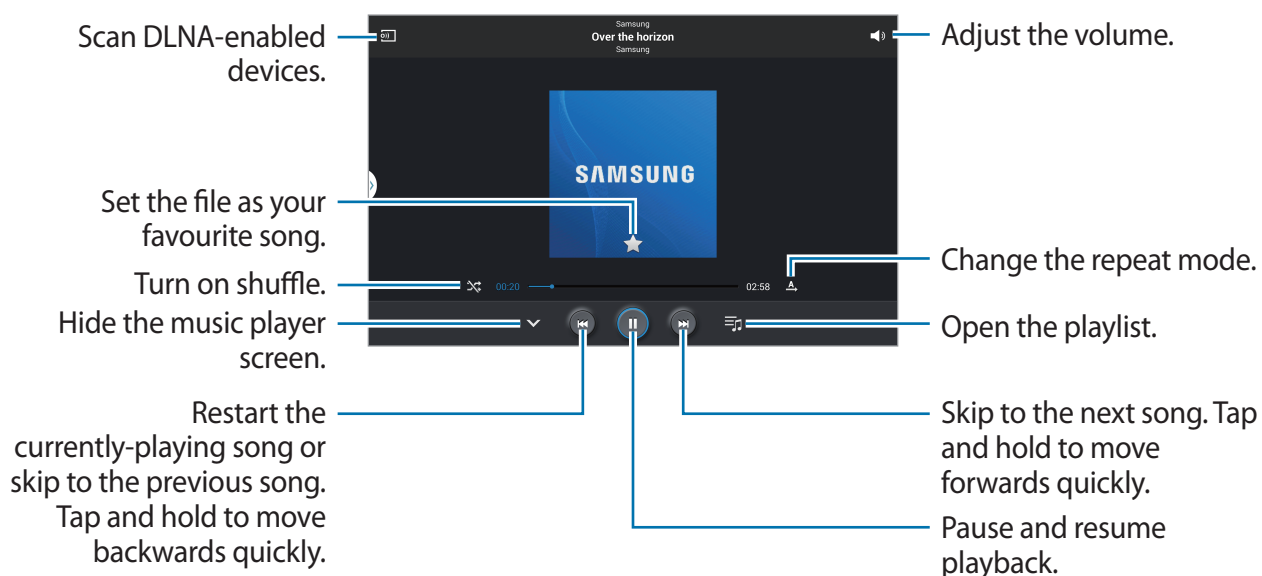 Scan DLNA-enabled
devices.
Samsung
Over the horizon
Samsung
Adjust the volume.
SAMSUNG
Set the file as your
favourite song.
Turn on shuffle.
00:20
02:58
A
Change the repeat mode.
Hide the music player
screen.
Open the playlist.
Restart the
currently-playing song or
skip to the previous song.
Tap and hold to move
backwards quickly.
Skip to the next song. Tap
and hold to move
forwards quickly.
Pause and resume
playback.